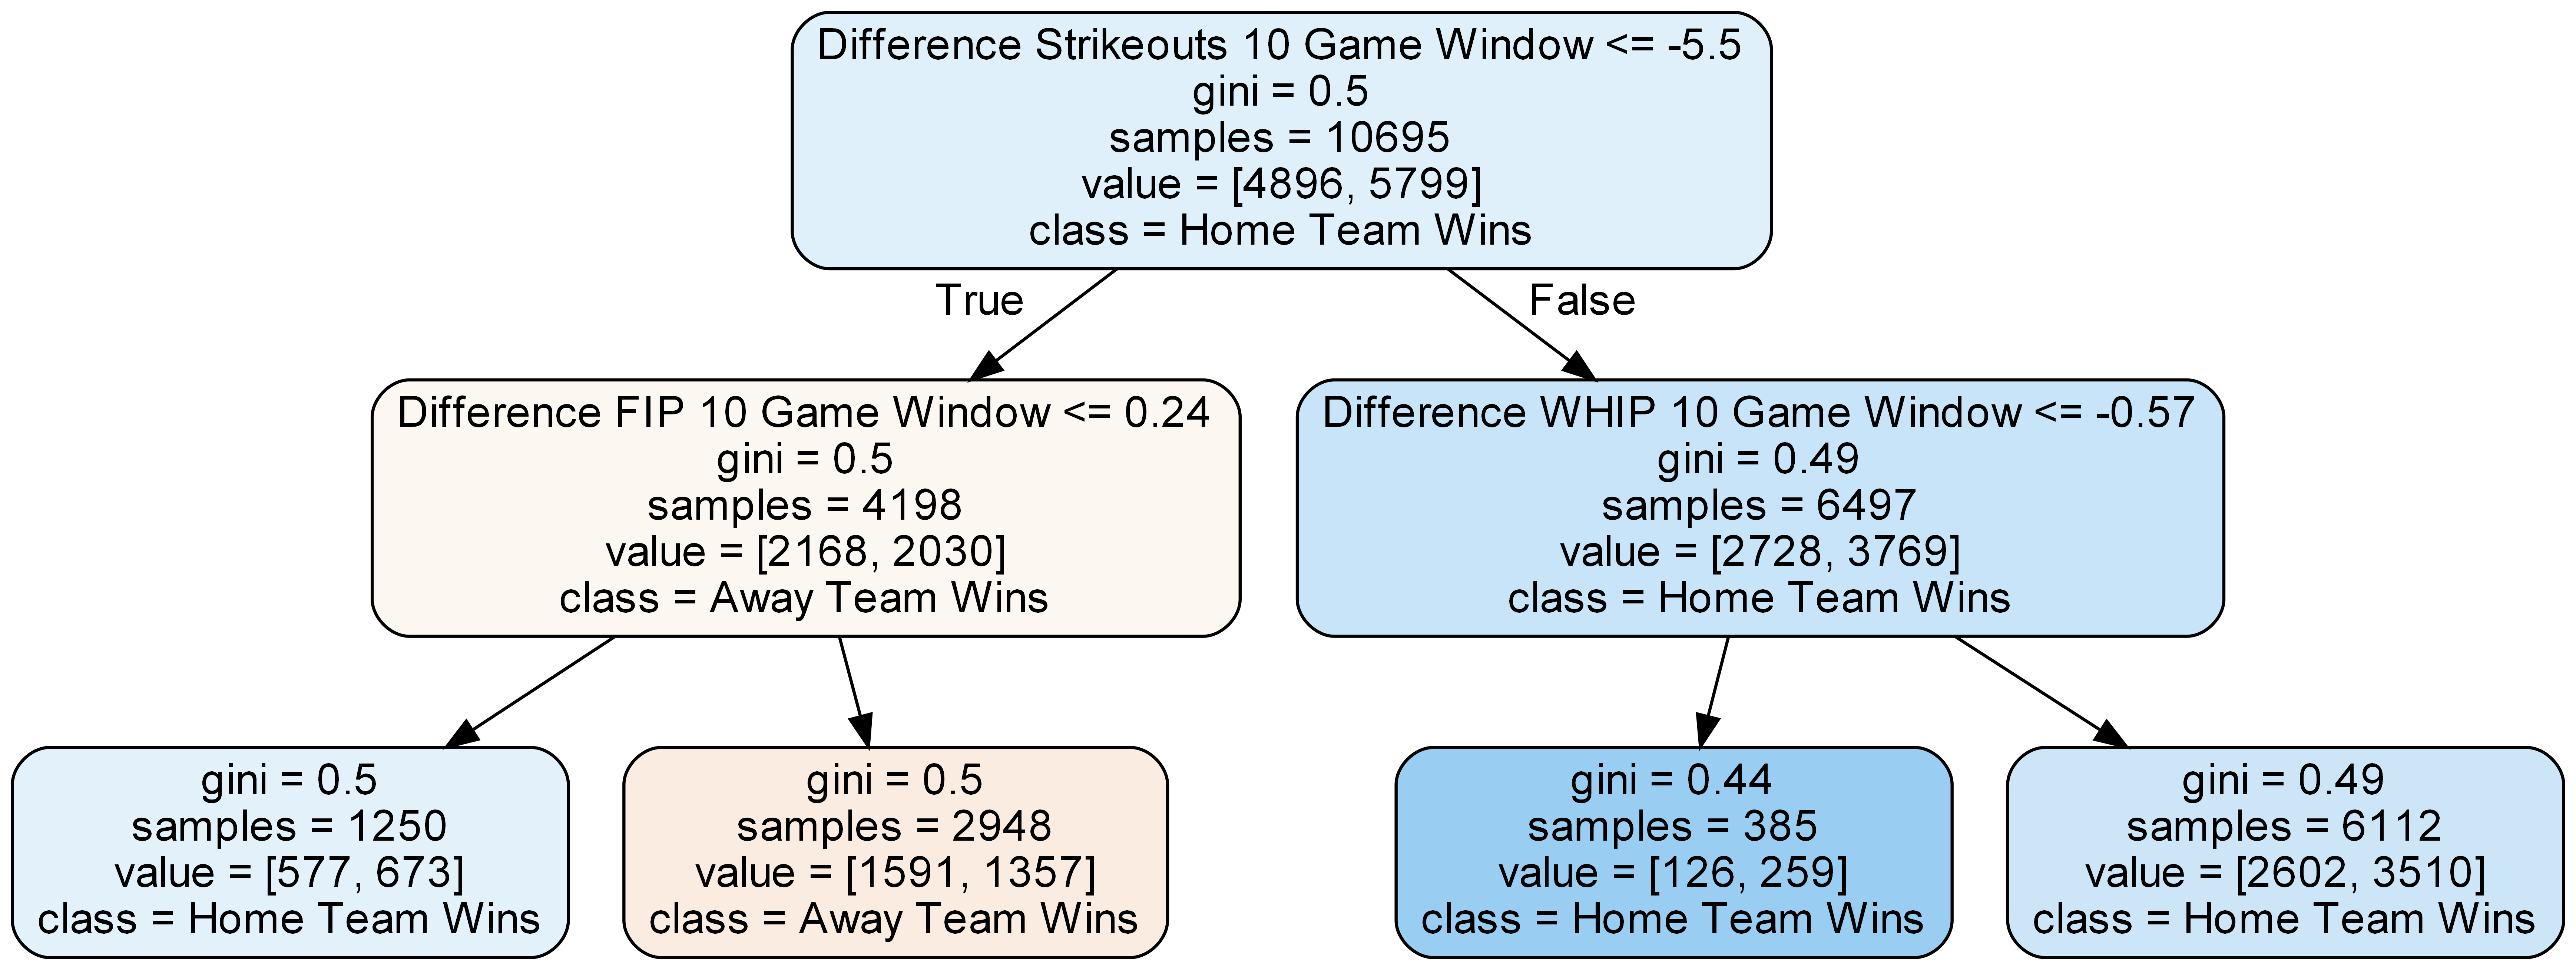 Difference Strikeouts 10 Game Window <= -5.5
gini = 0.5
samples = 10695
value = [4896, 5799]
class = Home Team Wins
True
False
Difference FIP 10 Game Window <= 0.24
gini = 0.5
samples = 4198
value = [2168, 2030]
class = Away Team Wins
Difference WHIP 10 Game Window <= -0.57
gini = 0.49
samples = 6497
value = [2728, 3769]
class = Home Team Wins
gini = 0.5
samples = 1250
value = [577, 673]
class = Home Team Wins
gini = 0.5
samples = 2948
value = [1591, 1357]
class = Away Team Wins
gini = 0.44
samples = 385
value = [126, 259]
class = Home Team Wins
gini = 0.49
samples = 6112
value = [2602, 3510]
class = Home Team Wins